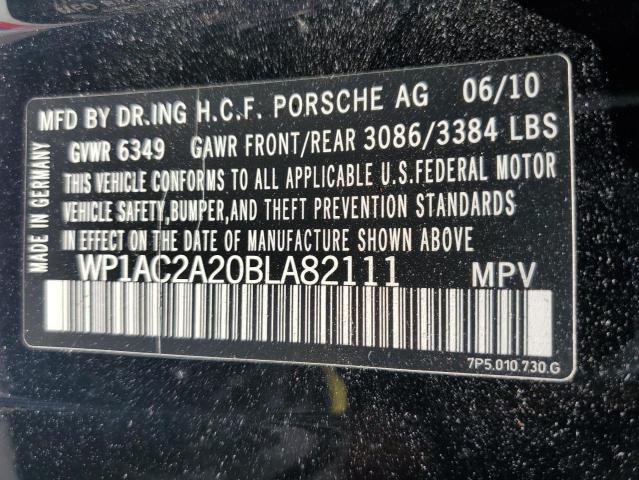 MFD BY DR.ING H.C.F. PORSCHE AG 06/10
GVWR 6349 GAWR FRONT/REAR 3086/3384 LBS
THIS VEHICLE CONFORMS TO ALL APPLICABLE U.S.FEDERAL MOTOR
VEHICLE SAFETY,BUMPER,AND THEFT PREVENTION STANDARDS
IN EFFECT ON THE DATE OF MANUFACTURE SHOWN ABOVE
WP1AC2A20BLA82111 MPV
7P5.010.730.G
MADE IN GERMANY